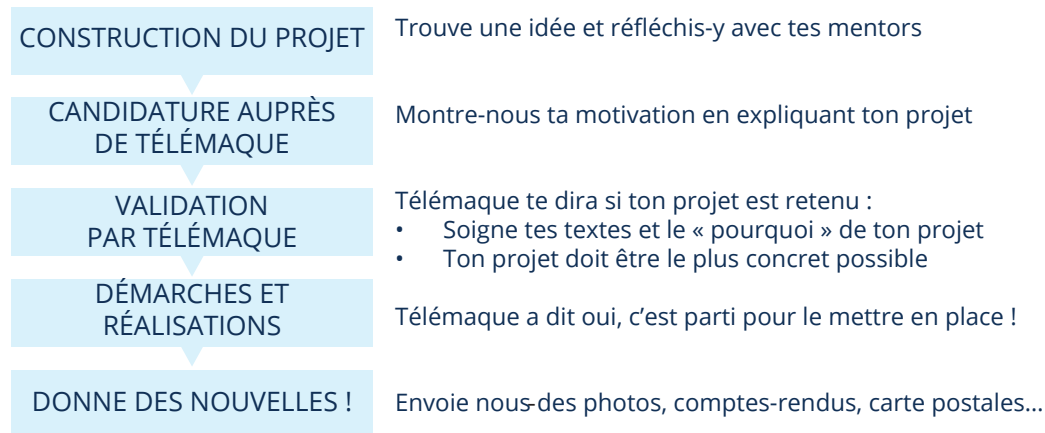 CONSTRUCTION DU PROJET
Trouve une idée et réfléchis-y avec tes mentors
CANDIDATURE AUPRÈS
DE TÉLÉMAQUE
Montre-nous ta motivation en expliquant ton projet
VALIDATION
PAR TÉLÉMAQUE
Télémaque te dira si ton projet est retenu :
• Soigne tes textes et le « pourquoi » de ton projet
• Ton projet doit être le plus concret possible
DÉMARCHES ET
RÉALISATIONS
Télémaque a dit oui, c’est parti pour le mettre en place !
DONNE DES NOUVELLES !
Envoie nous-des photos, comptes-rendus, carte postales…